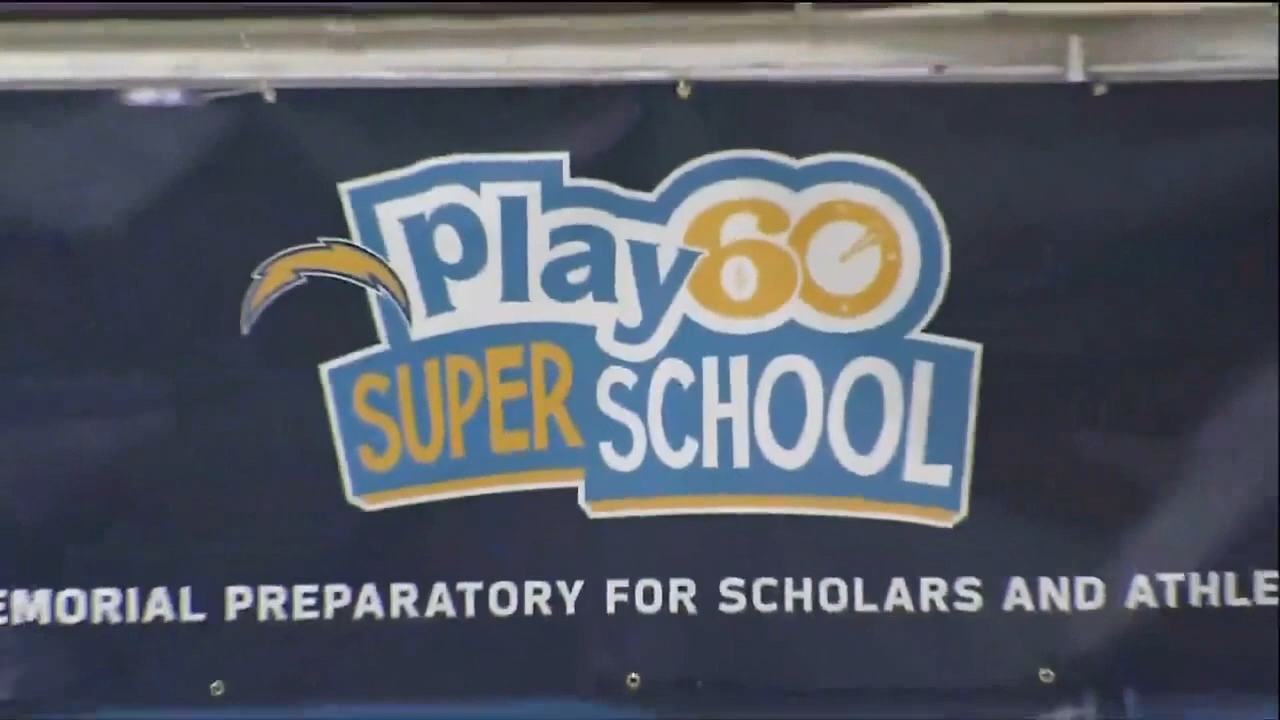 play60
SUPER SCHOOL
EMORIAL PREPARATORY FOR SCHOLARS AND ATHLE